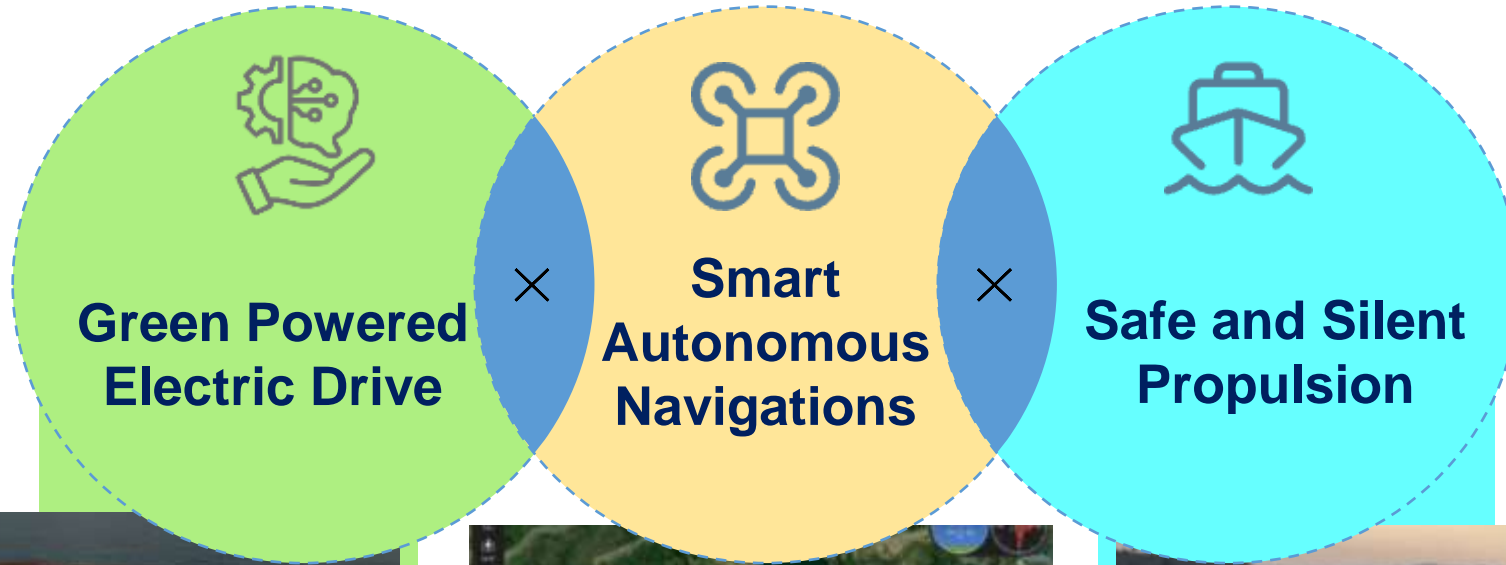 Green Powered
Electric Drive
×
Smart
Autonomous
Navigations
×
Safe and Silent
Propulsion